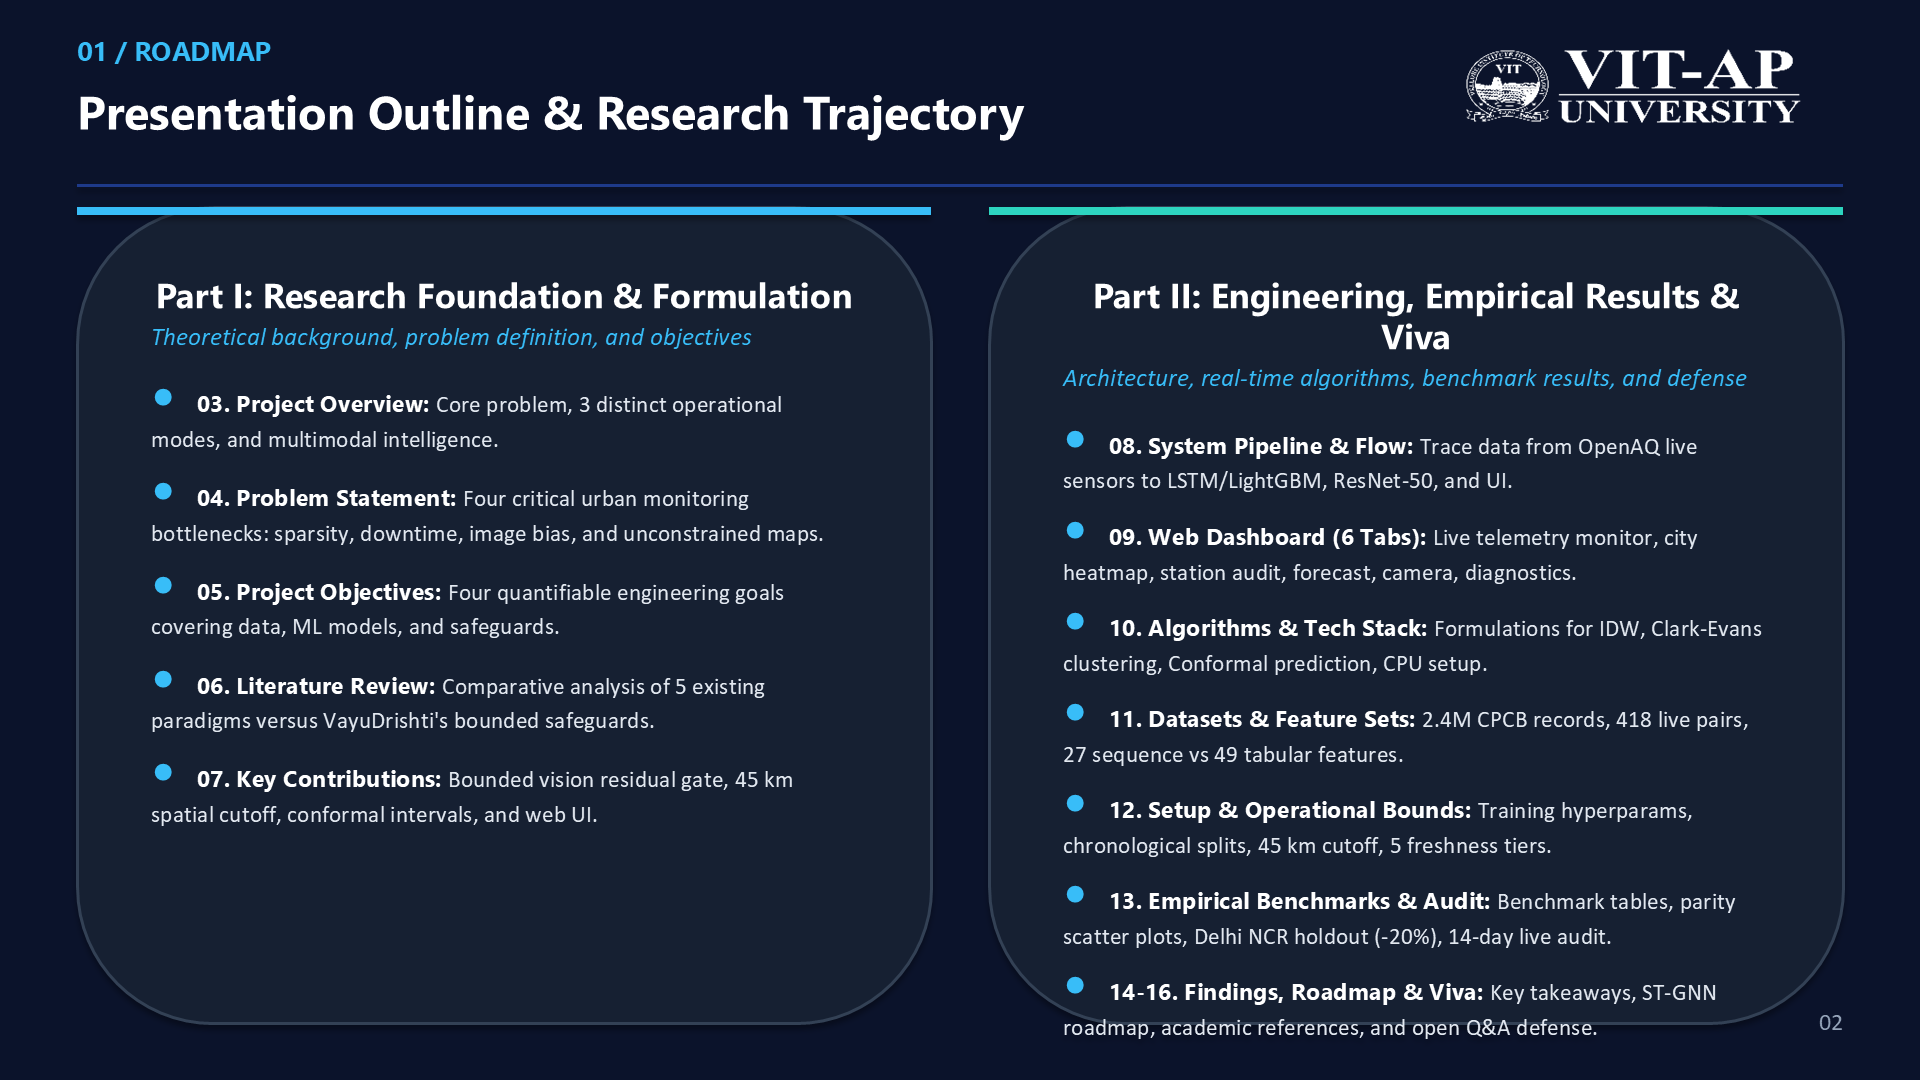 01 / ROADMAP
Presentation Outline & Research Trajectory
VIT
VIT-AP
UNIVERSITY
Part I: Research Foundation & Formulation
Theoretical background, problem definition, and objectives
03. Project Overview: Core problem, 3 distinct operational
modes, and multimodal intelligence.
04. Problem Statement: Four critical urban monitoring
bottlenecks: sparsity, downtime, image bias, and unconstrained maps.
05. Project Objectives: Four quantifiable engineering goals
covering data, ML models, and safeguards.
06. Literature Review: Comparative analysis of 5 existing
paradigms versus VayuDrishti's bounded safeguards.
07. Key Contributions: Bounded vision residual gate, 45 km
spatial cutoff, conformal intervals, and web UI.
Part II: Engineering, Empirical Results &
Viva
Architecture, real-time algorithms, benchmark results, and defense
08. System Pipeline & Flow: Trace data from OpenAQ live
sensors to LSTM/LightGBM, ResNet-50, and UI.
09. Web Dashboard (6 Tabs): Live telemetry monitor, city
heatmap, station audit, forecast, camera, diagnostics.
10. Algorithms & Tech Stack: Formulations for IDW, Clark-Evans
clustering, Conformal prediction, CPU setup.
11. Datasets & Feature Sets: 2.4M CPCB records, 418 live pairs,
27 sequence vs 49 tabular features.
12. Setup & Operational Bounds: Training hyperparams,
chronological splits, 45 km cutoff, 5 freshness tiers.
13. Empirical Benchmarks & Audit: Benchmark tables, parity
scatter plots, Delhi NCR holdout (-20%), 14-day live audit.
14-16. Findings, Roadmap & Viva: Key takeaways, ST-GNN
roadmap, academic references, and open Q&A defense.
02